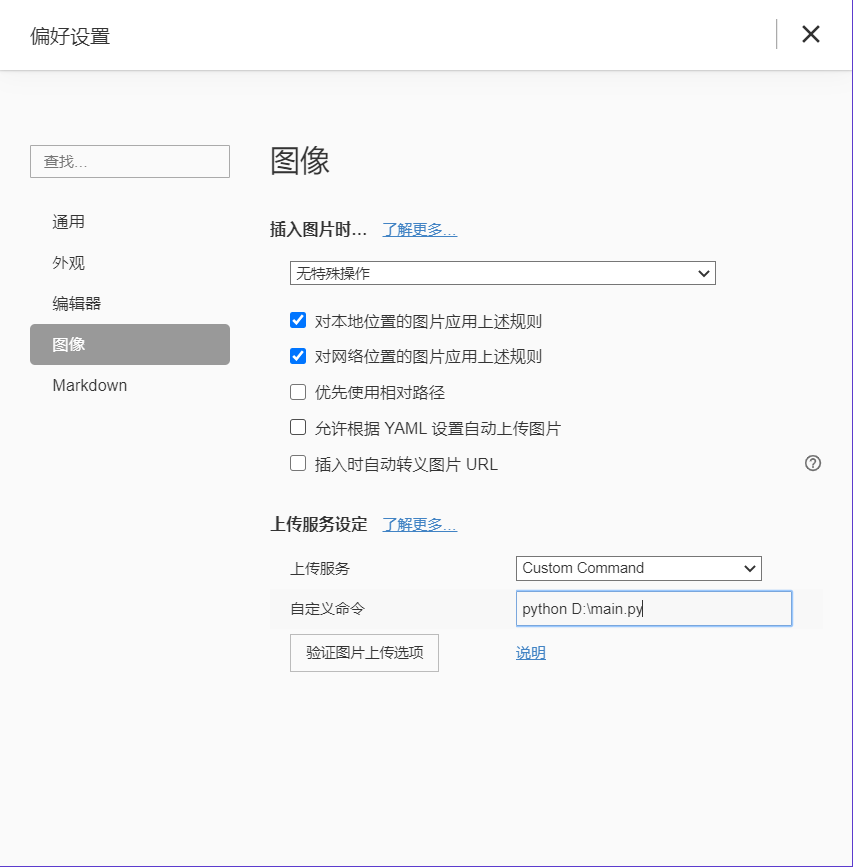 偏好设置
查找...
通用
外观
编辑器
图像
Markdown
图像
插入图片时... 了解更多...
无特殊操作
对本地位置的图片应用上述规则
对网络位置的图片应用上述规则
优先使用相对路径
允许根据 YAML 设置自动上传图片
插入时自动转义图片 URL
上传服务设定 了解更多...
上传服务 Custom Command
自定义命令 python D:\main.py
验证图片上传选项 说明